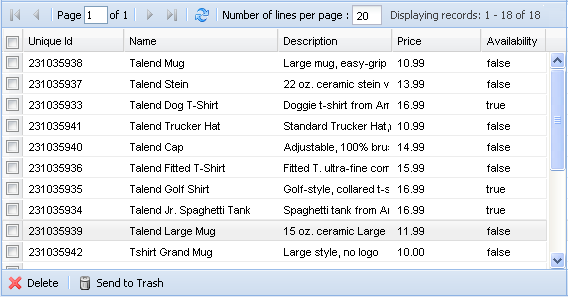 Page 1 of 1 Number of lines per page : 20 Displaying records: 1 - 18 of 18
Unique Id Name Description Price Availability
231035938 Talend Mug Large mug, easy-grip 10.99 false
231035937 Talend Stein 22 oz. ceramic stein v 13.99 false
231035933 Talend Dog T-Shirt Doggie t-shirt from Am 16.99 true
231035941 Talend Trucker Hat Standard Trucker Hat, 10.99 false
231035940 Talend Cap Adjustable, 100% brus 14.99 false
231035936 Talend Fitted T-Shirt Fitted T. ultra-fine com 15.99 false
231035935 Talend Golf Shirt Golf-style, collared t-s 16.99 true
231035934 Talend Jr. Spaghetti Tank Spaghetti tank from Am 16.99 true
231035939 Talend Large Mug 15 oz. ceramic Large 11.99 false
231035942 Tshirt Grand Mug Large style, no logo 10.00 false
Delete Send to Trash